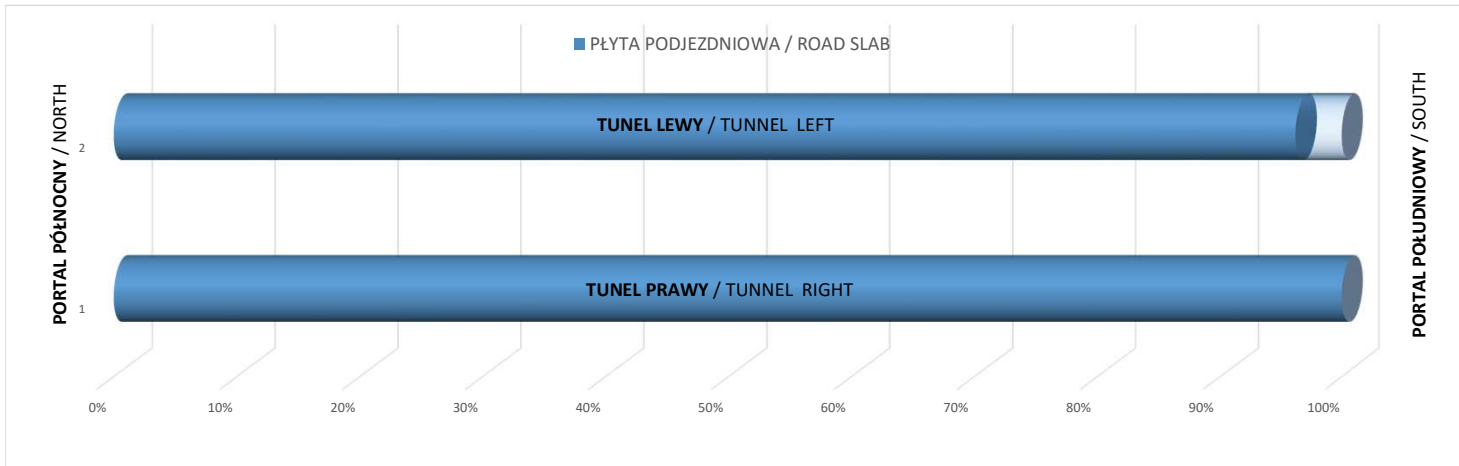 PŁYTA PODJEZDNIOWA / ROAD SLAB
PORTAL PÓŁNOCNY / NORTH
2
TUNEL LEWY / TUNNEL LEFT
PORTAL POŁUDNIOWY / SOUTH
1
TUNEL PRAWY / TUNNEL RIGHT
0% 10% 20% 30% 40% 50% 60% 70% 80% 90% 100%